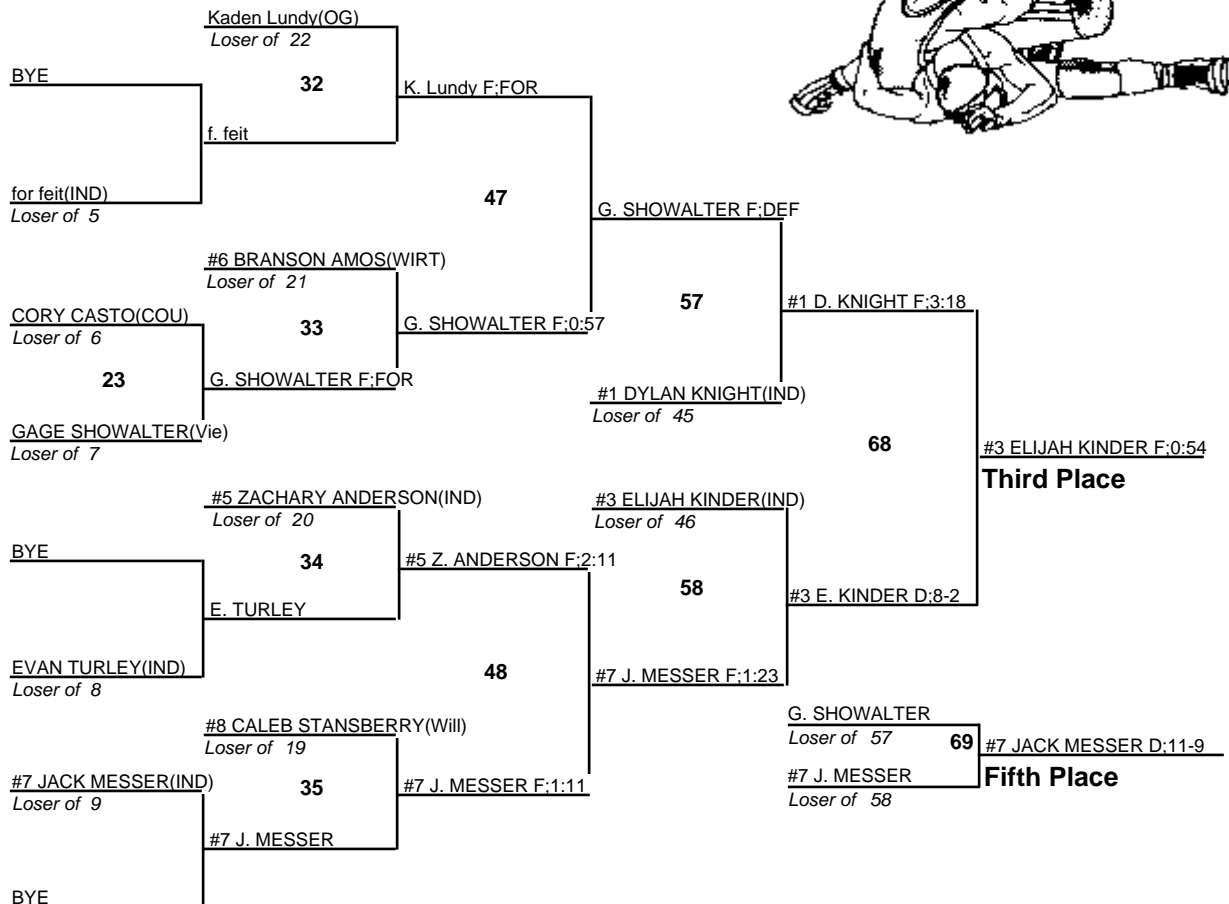 Kaden Lundy(OG)
Loser of 22
BYE
32
K. Lundy F;FOR
f. feit
for feit(IND)
Loser of 5
47
G. SHOWALTER F;DEF
#6 BRANSON AMOS(WIRT)
Loser of 21
57
#1 D. KNIGHT F;3:18
CORY CASTO(COU)
Loser of 6
33
G. SHOWALTER F;0:57
23
G. SHOWALTER F;FOR
#1 DYLAN KNIGHT(IND)
Loser of 45
GAGE SHOWALTER(Vie)
Loser of 7
68
#3 ELIJAH KINDER F;0:54
Third Place
#5 ZACHARY ANDERSON(IND)
Loser of 20
#3 ELIJAH KINDER(IND)
Loser of 46
BYE
34
#5 Z. ANDERSON F;2:11
58
#3 E. KINDER D;8-2
E. TURLEY
EVAN TURLEY(IND)
Loser of 8
48
#7 J. MESSER F;1:23
#8 CALEB STANSBERRY(Will)
Loser of 19
G. SHOWALTER
Loser of 57
69
#7 JACK MESSER D;11-9
Fifth Place
#7 J. MESSER
Loser of 58
#7 JACK MESSER(IND)
Loser of 9
35
#7 J. MESSER F;1:11
#7 J. MESSER
BYE